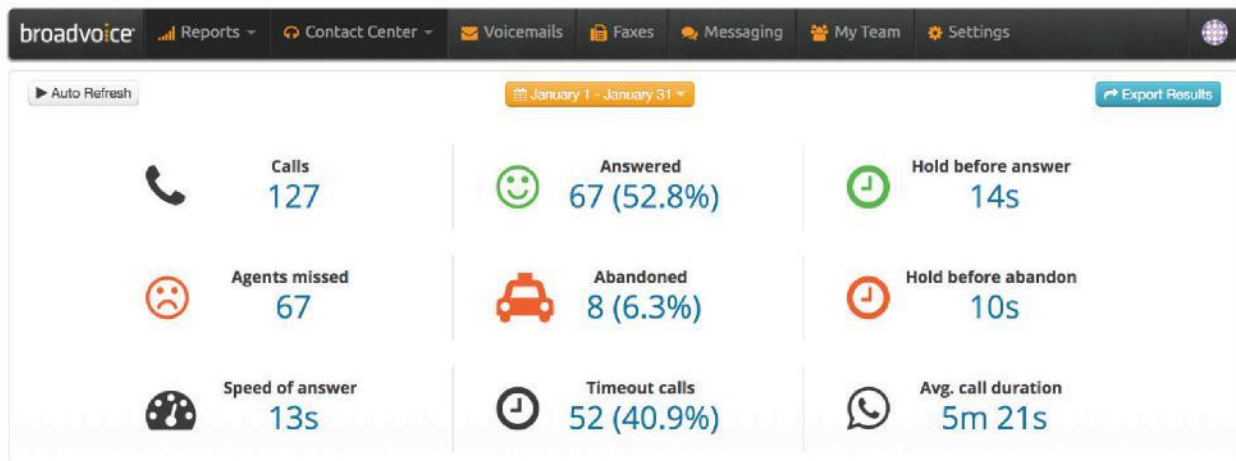 broadvoice Reports Contact Center Voicemails Faxes Messaging My Team Settings
Auto Refresh January 1 - January 31 Export Results
Calls Answered Hold before answer
127 67 (52.8%) 14s
Agents missed Abandoned Hold before abandon
67 8 (6.3%) 10s
Speed of answer Timeout calls Avg. call duration
13s 52 (40.9%) 5m 21s